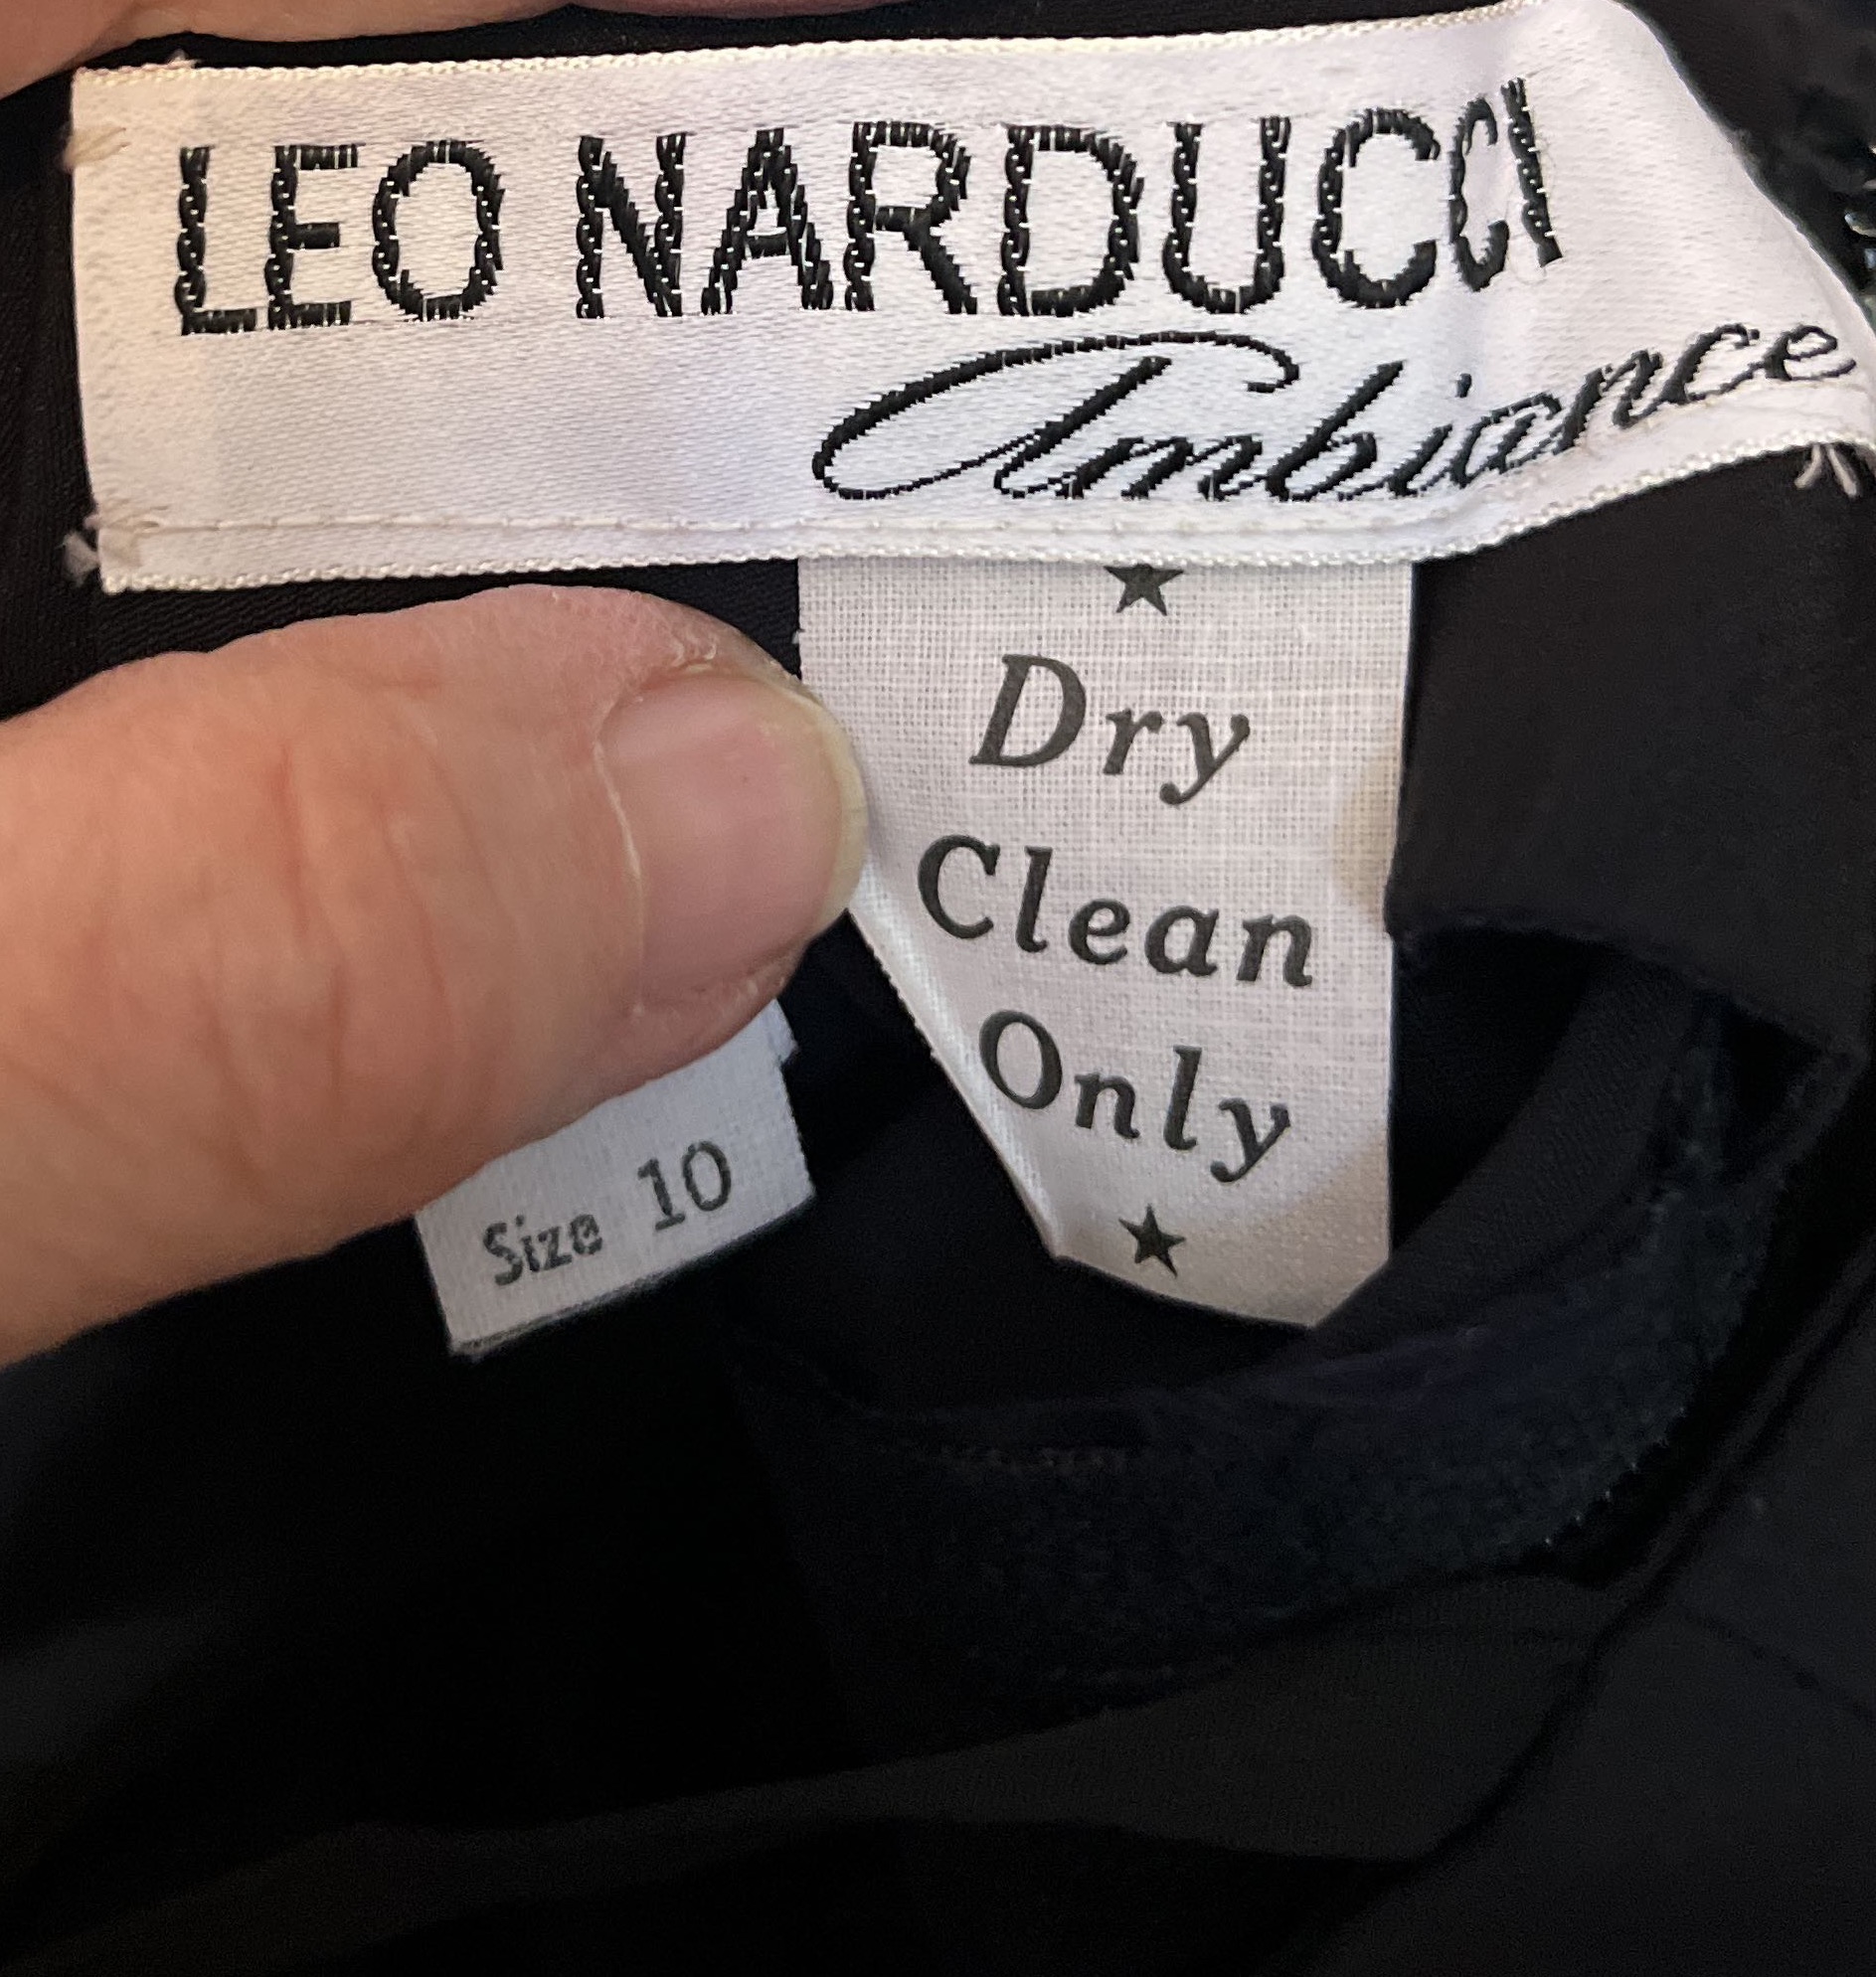 LEO NARDUCCI
Ambiance
★
Dry
Clean
Only
★
Size 10